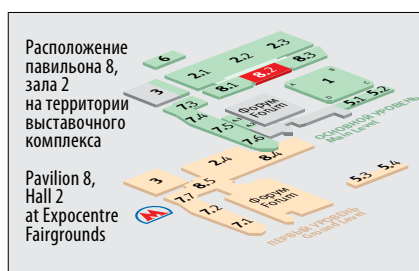 Расположение
павильона 8,
зала 2
на территории
выставочного
комплекса
Pavilion 8,
Hall 2
at Expocentre
Fairgrounds
6
2.1
2.2
2.3
3
8.1
8.2
8.3
1
5.1
5.2
7.3
7.4
7.5
7.6
Форум
Forum
ОСНОВНОЙ УРОВЕНЬ
Main Level
3
2.4
8.4
8.5
7.7
7.2
7.1
Форум
Forum
5.3
5.4
ПЕРВЫЙ УРОВЕНЬ
Ground Level
М